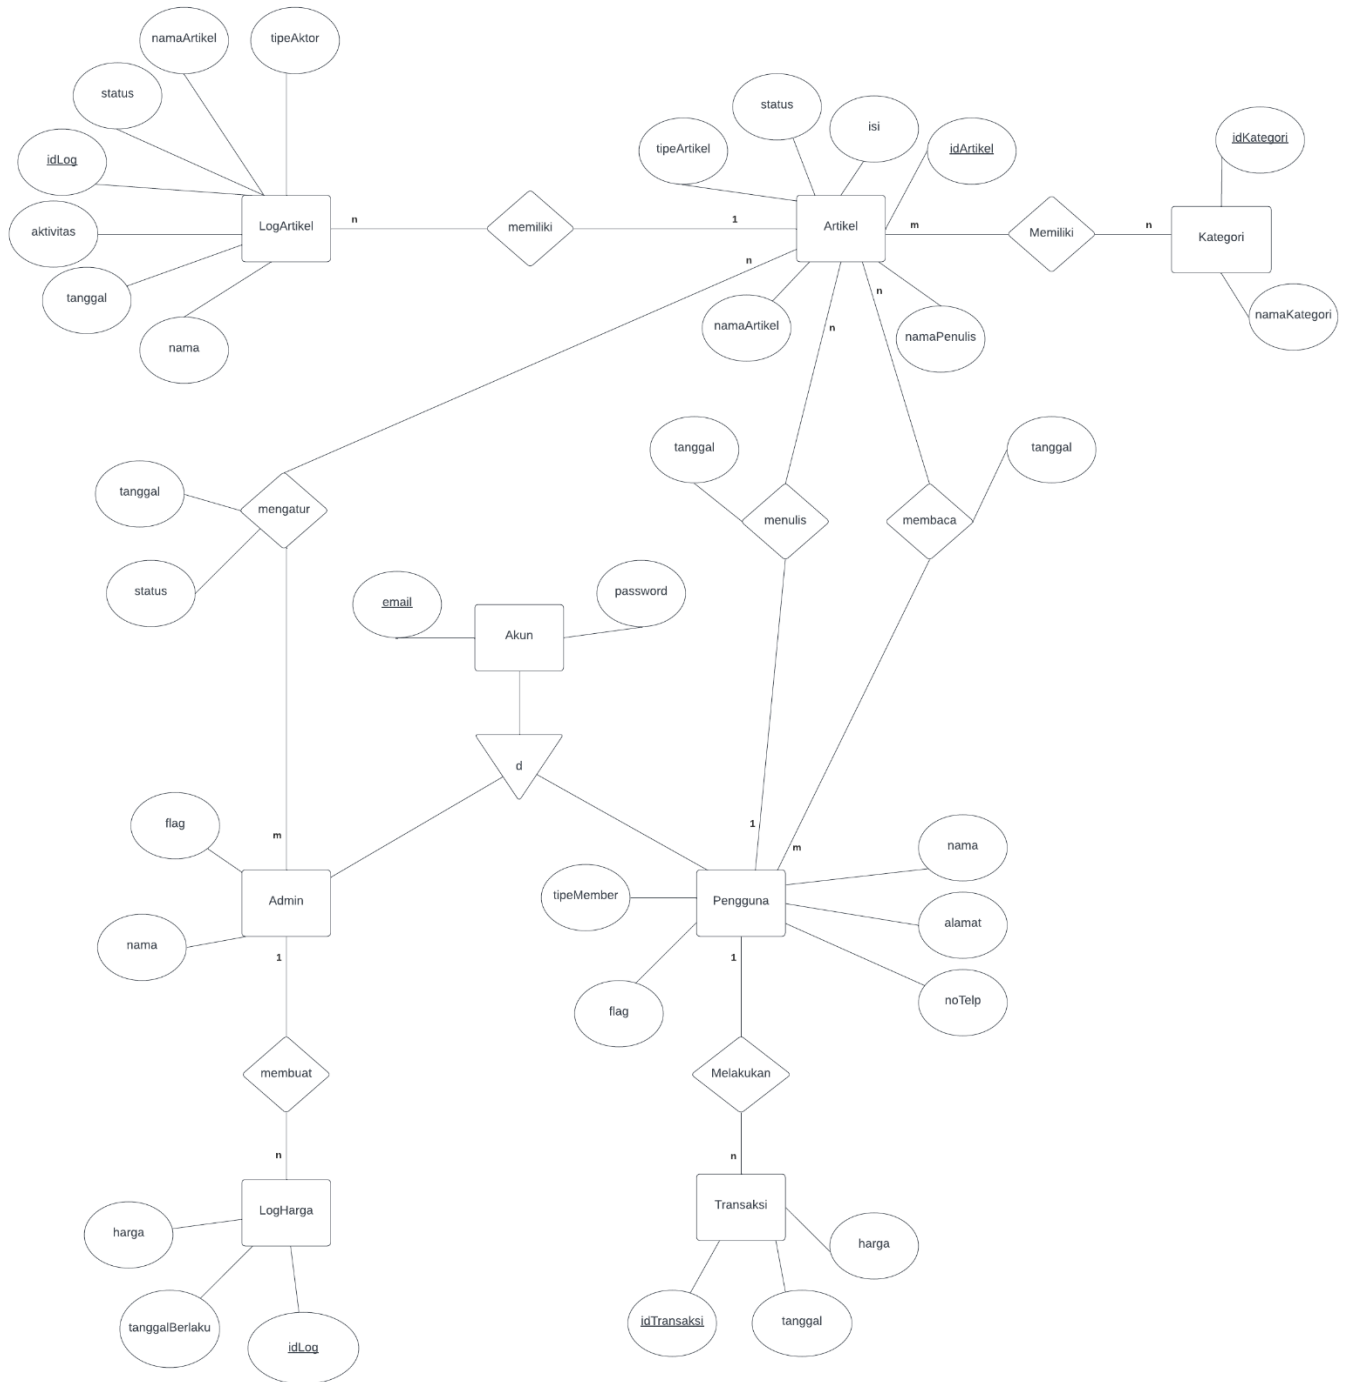 namaArtikel
tipeAktor
status
idLog
aktivitas
tanggal
nama
LogArtikel
n
memiliki
1
tipeArtikel
status
isi
idArtikel
Artikel
namaArtikel
namaPenulis
m
Memiliki
n
idKategori
Kategori
namaKategori
n
n
n
tanggal
status
mengatur
tanggal
menulis
membaca
tanggal
email
Akun
password
d
flag
m
Admin
nama
1
1
m
tipeMember
Pengguna
nama
alamat
noTelp
flag
1
membuat
Melakukan
n
n
LogHarga
harga
tanggalBerlaku
idLog
Transaksi
harga
idTransaksi
tanggal